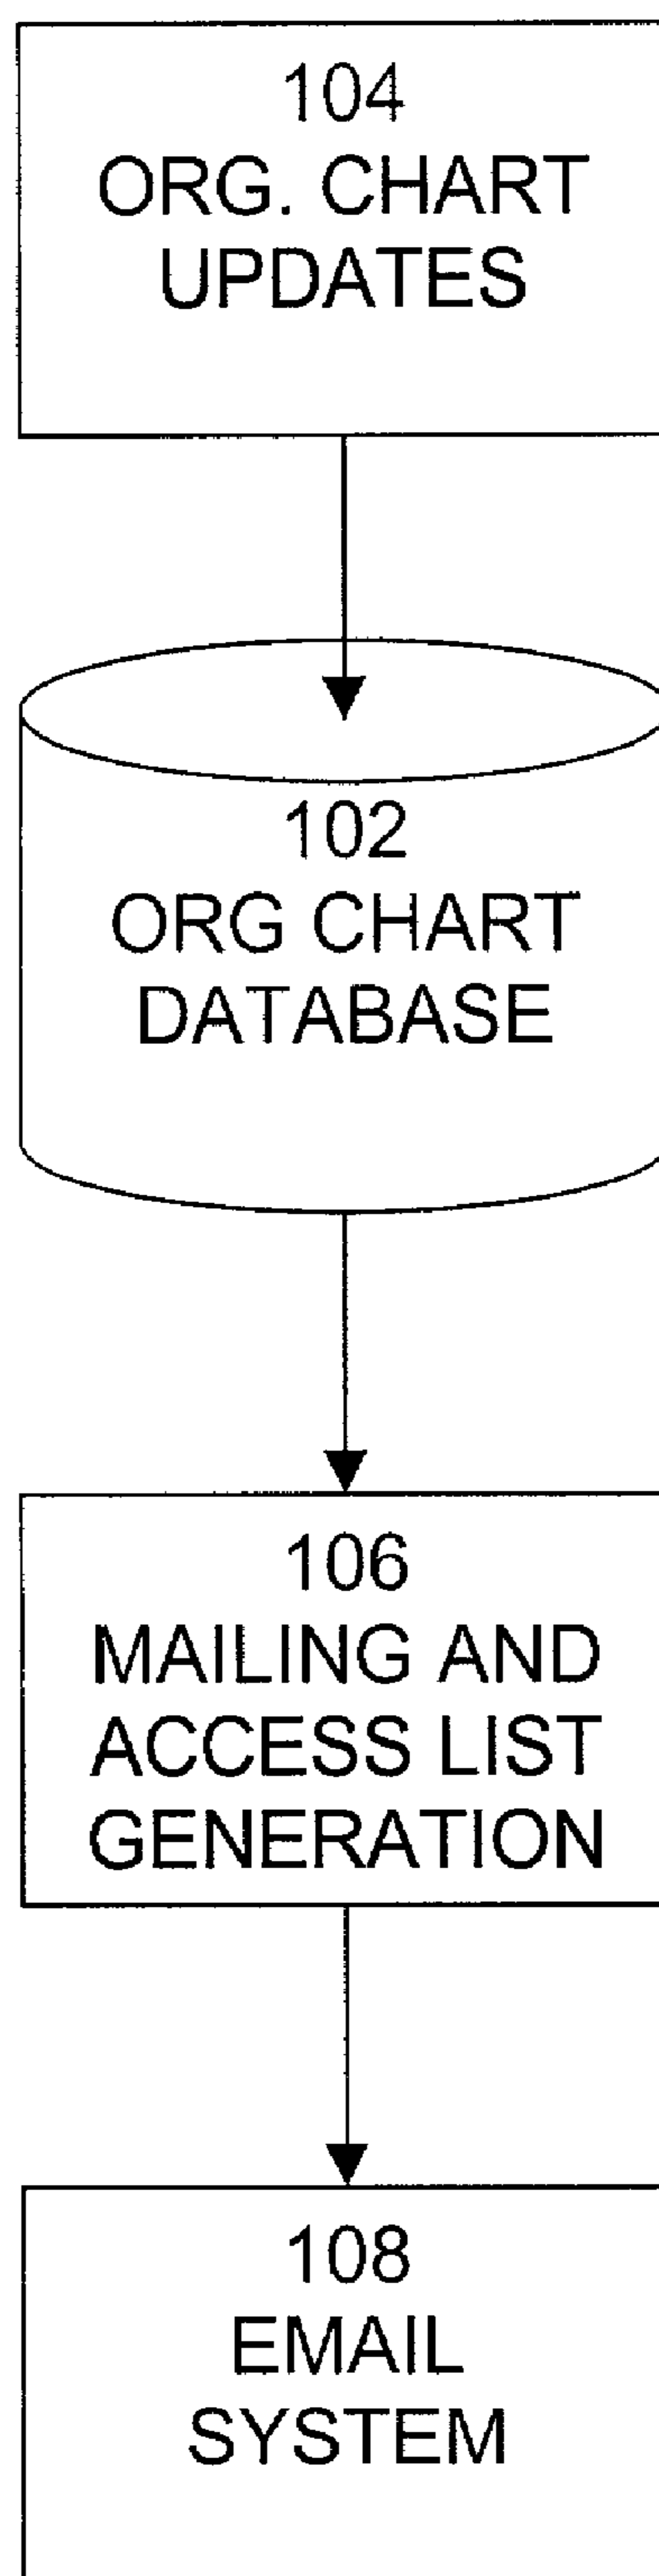 104
ORG. CHART
UPDATES
102
ORG CHART
DATABASE
106
MAILING AND
ACCESS LIST
GENERATION
108
EMAIL
SYSTEM